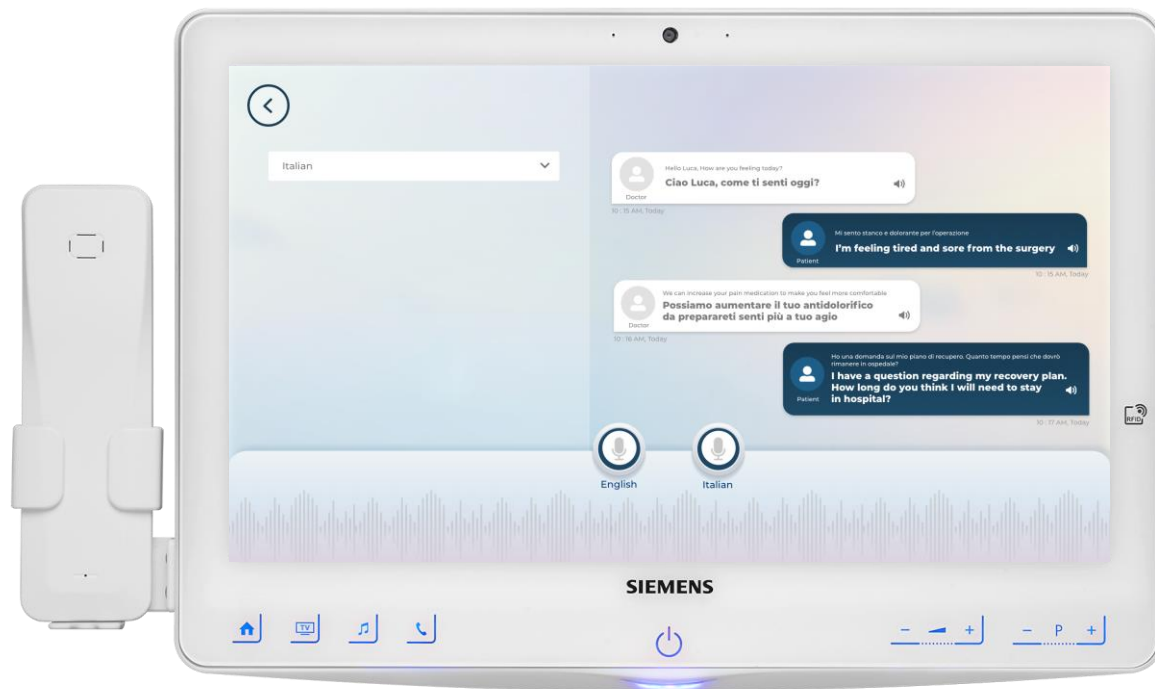 Italian
Hello Luca, How are you feeling today?
Ciao Luca, come ti senti oggi?
Doctor
10 : 15 AM, Today
Mi sento stanco e dolorante per l'operazione
I'm feeling tired and sore from the surgery
Patient
10 : 15 AM, Today
We can increase your pain medication to make you feel more comfortable
Possiamo aumentare il tuo antidolorifico
da preparareti senti più a tuo agio
Doctor
10 : 16 AM, Today
Ho una domanda sul mio piano di recupero. Quanto tempo pensi che dovrò
rimanere in ospedale?
I have a question regarding my recovery plan.
How long do you think I will need to stay
in hospital?
Patient
10 : 17 AM, Today
RFID
English
Italian
SIEMENS
TV
- +
- P +